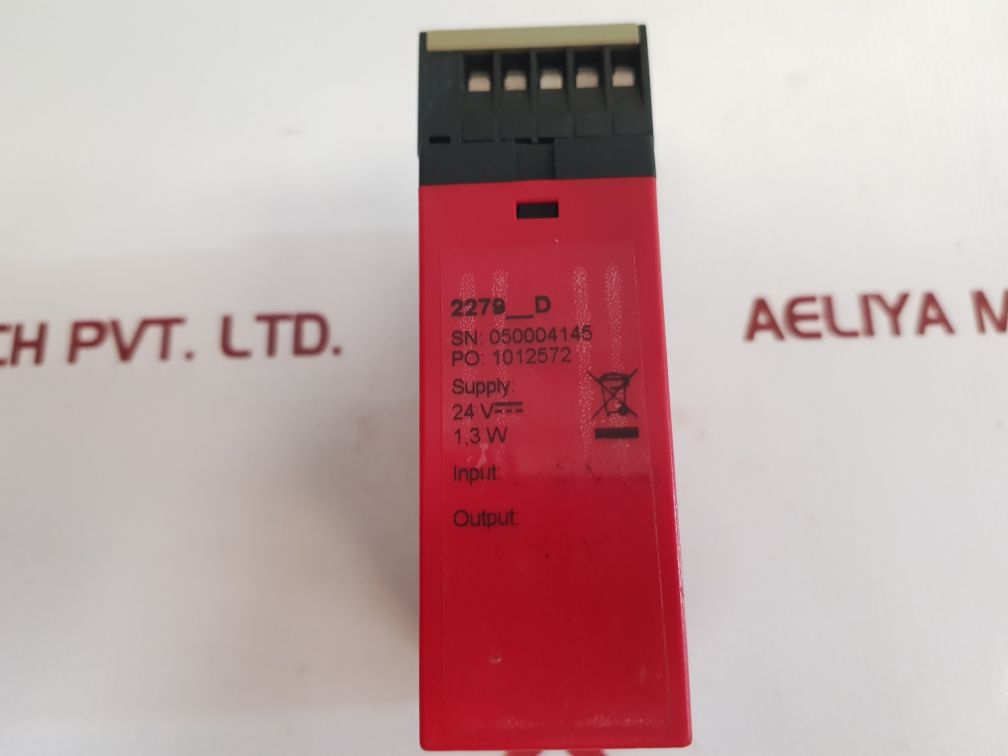 2279__D
SN: 050004145
PO: 1012572
Supply:
24 V
1,3 W
Input:
Output:
CH PVT. LTD.
AELIYA M